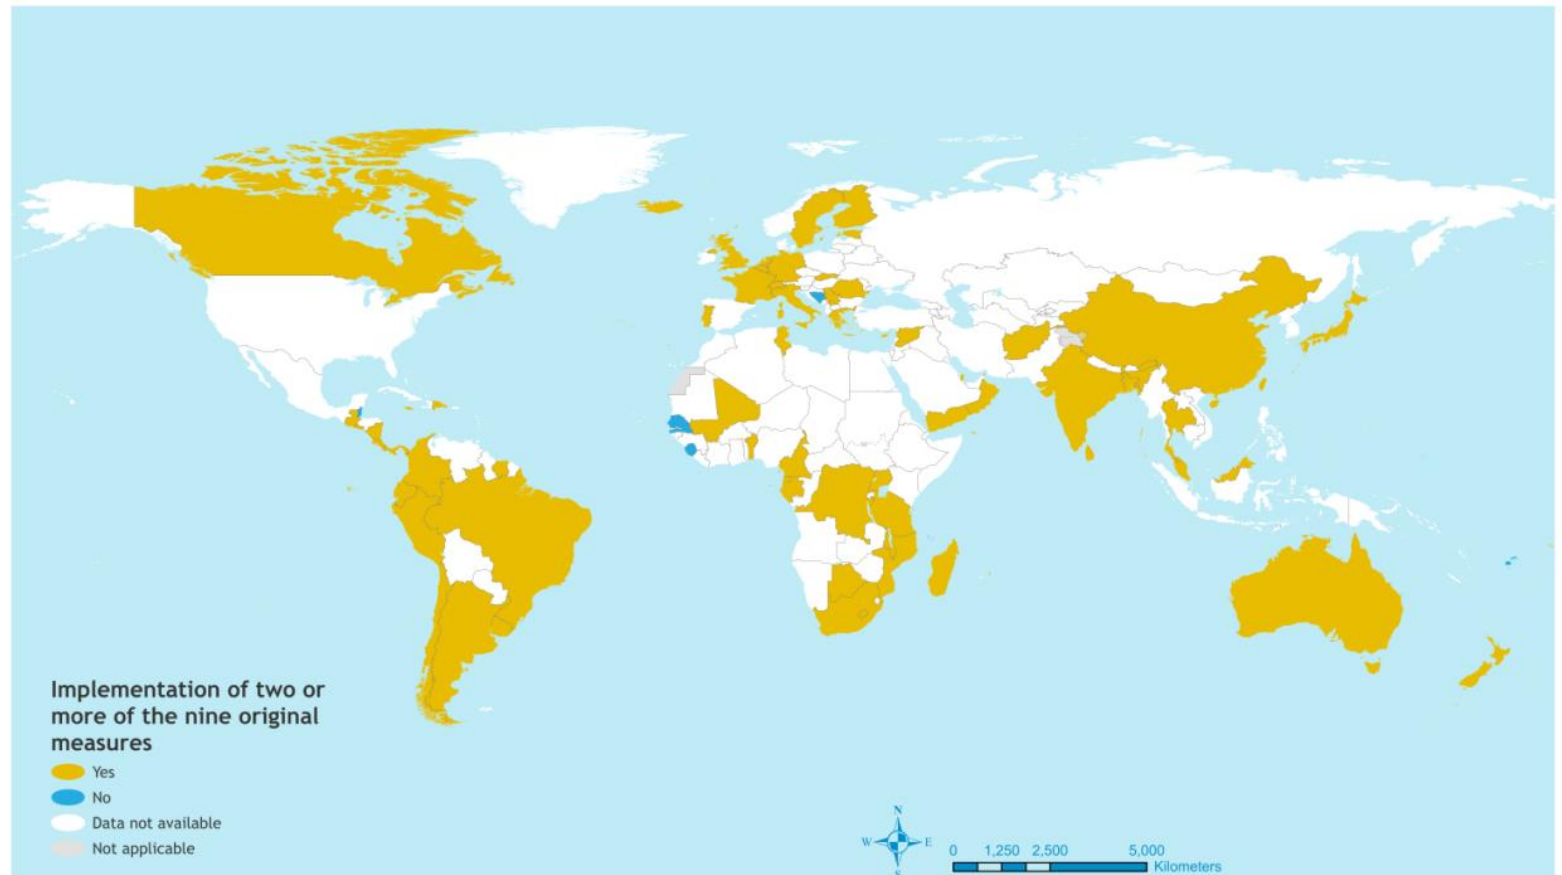 Implementation of two or
more of the nine original
measures
Yes
No
Data not available
Not applicable
N
W E
S
0 1,250 2,500 5,000
Kilometers